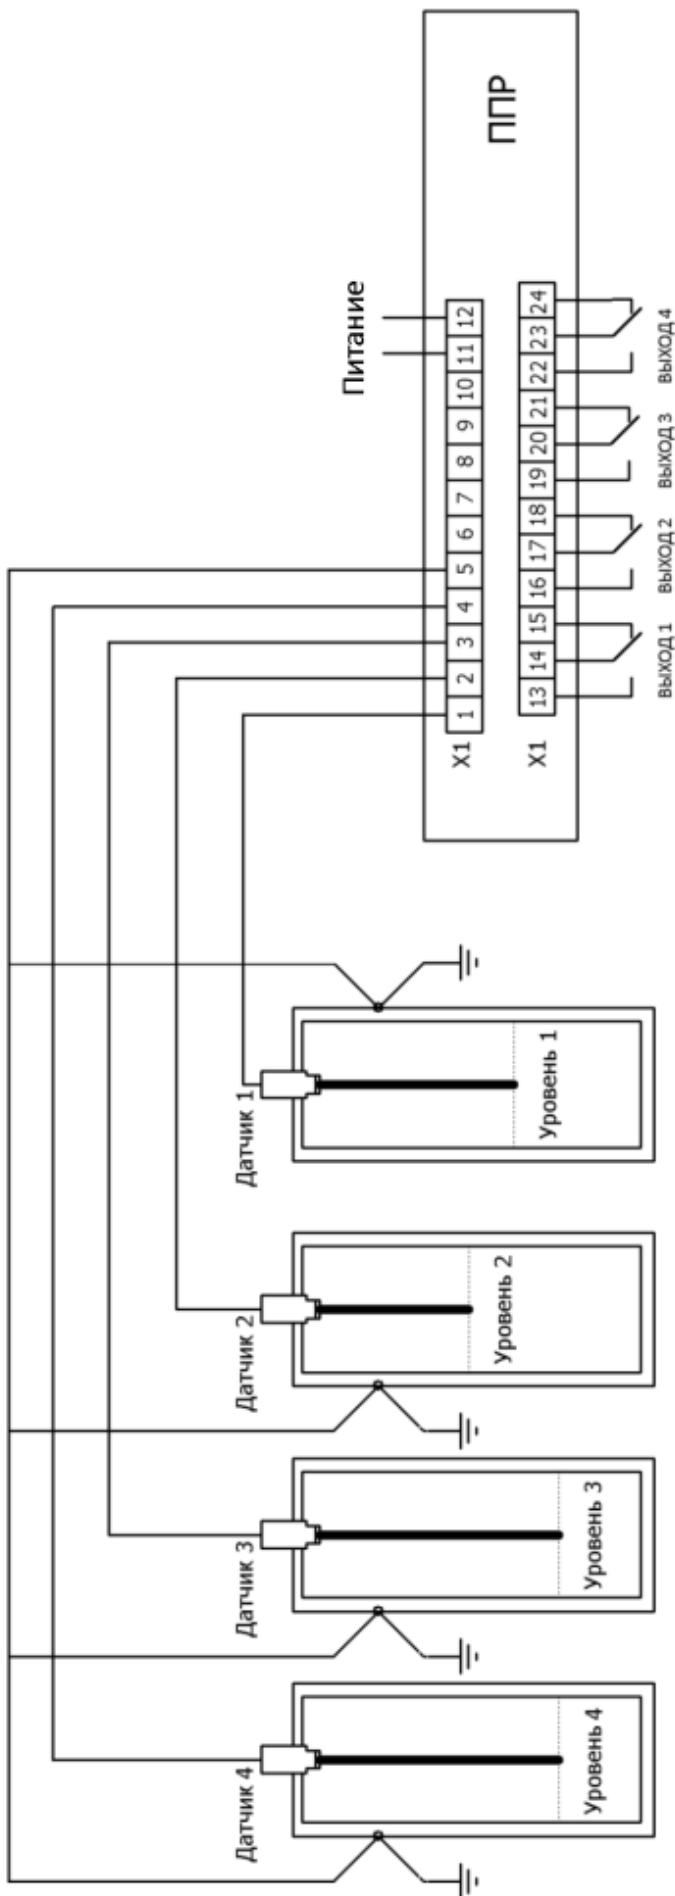 ППР
Питание
12
11
10
9
8
7
6
5
4
3
2
1
X1
24
23
22
21
20
19
18
17
16
15
14
13
X1
ВЫХОД 4
ВЫХОД 3
ВЫХОД 2
ВЫХОД 1
Датчик 1
Уровень 1
Датчик 2
Уровень 2
Датчик 3
Уровень 3
Датчик 4
Уровень 4